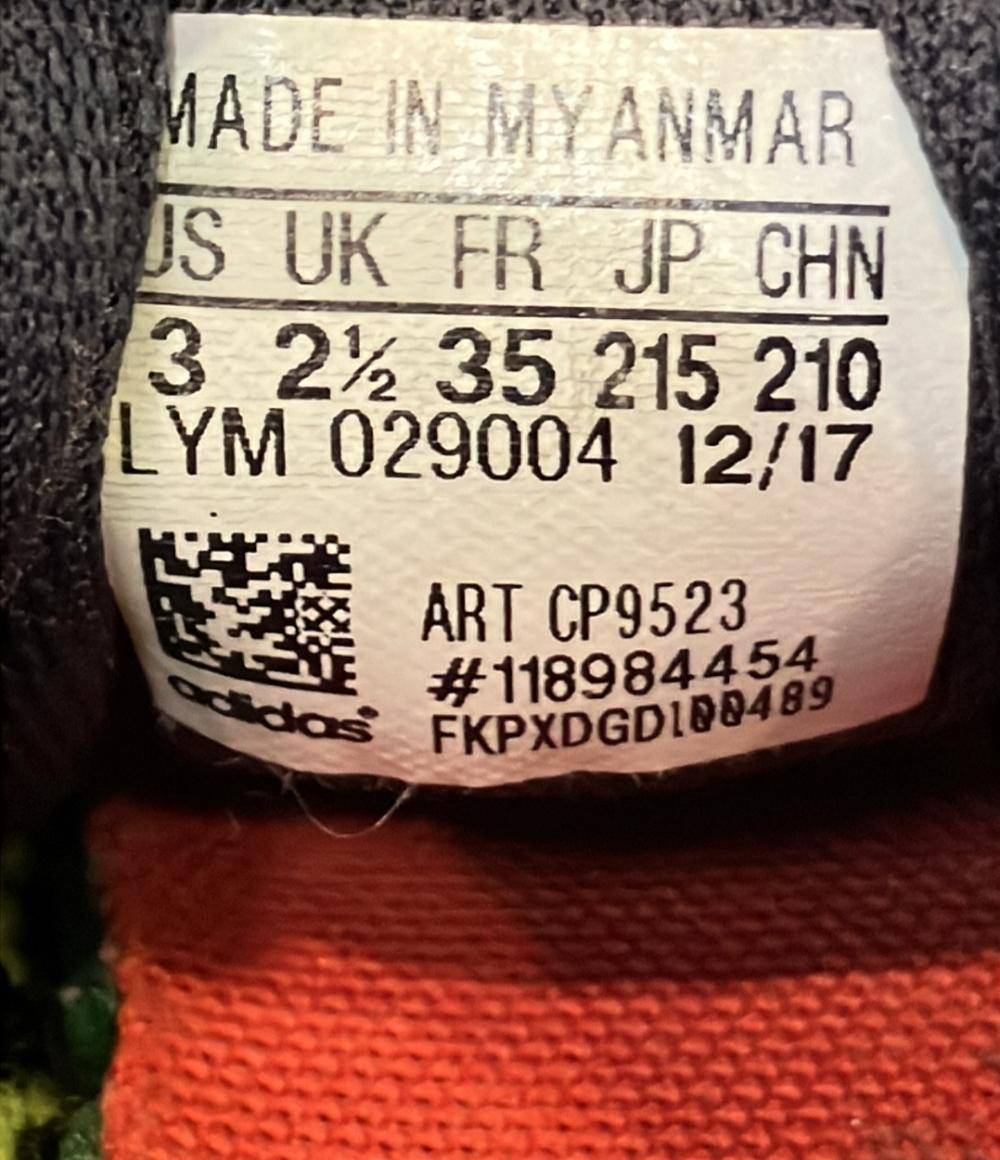 MADE IN MYANMAR
US UK FR JP CHN
3 2½ 35 215 210
LYM 029004 12/17
ART CP9523
#118984454
FKPXDGD100489
adidas